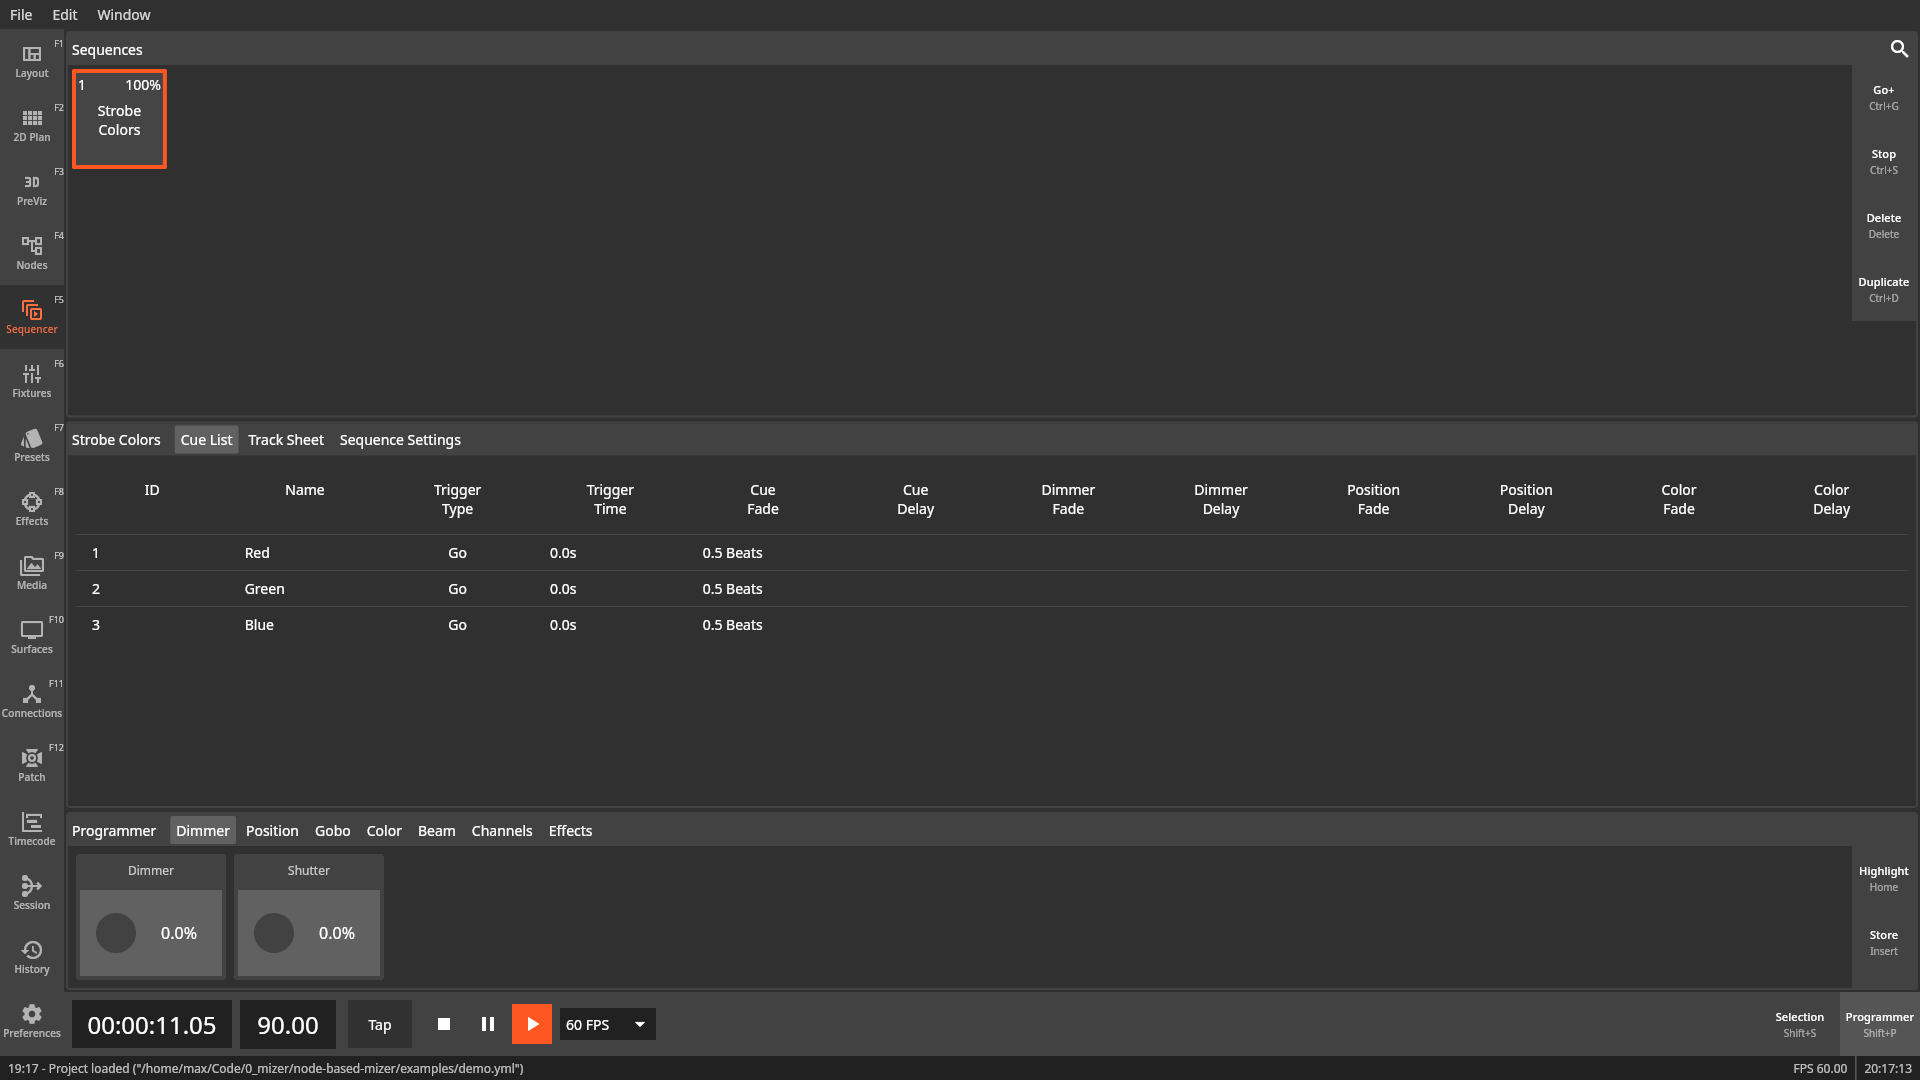 File Edit Window
F1
Layout
F2
2D Plan
F3
3D
PreViz
F4
Nodes
F5
Sequencer
F6
Fixtures
F7
Presets
F8
Effects
F9
Media
F10
Surfaces
F11
Connections
F12
Patch
Timecode
Session
History
Preferences
Sequences
1 100%
Strobe
Colors
Go+
Ctrl+G
Stop
Ctrl+S
Delete
Delete
Duplicate
Ctrl+D
Strobe Colors Cue List Track Sheet Sequence Settings
ID Name Trigger Trigger Cue Cue Dimmer Dimmer Position Position Color Color
Type Time Fade Delay Fade Delay Fade Delay Fade Delay
1 Red Go 0.0s 0.5 Beats
2 Green Go 0.0s 0.5 Beats
3 Blue Go 0.0s 0.5 Beats
Programmer Dimmer Position Gobo Color Beam Channels Effects
Dimmer Shutter
0.0% 0.0%
Highlight
Home
Store
Insert
00:00:11.05 90.00 Tap 60 FPS
Selection
Shift+S
Programmer
Shift+P
19:17 - Project loaded ("/home/max/Code/0_mizer/node-based-mizer/examples/demo.yml") FPS 60.00 20:17:13